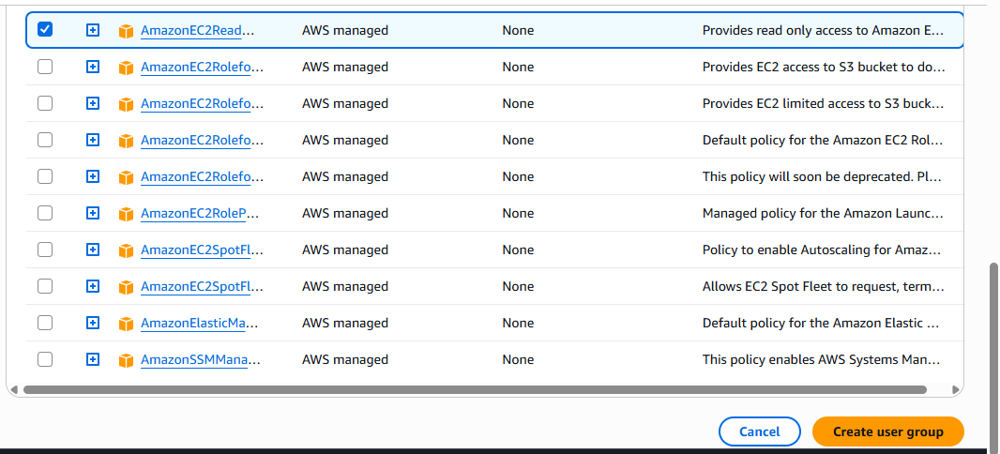 AmazonEC2Read... AWS managed None Provides read only access to Amazon E...
AmazonEC2Rolefo... AWS managed None Provides EC2 access to S3 bucket to do...
AmazonEC2Rolefo... AWS managed None Provides EC2 limited access to S3 buck...
AmazonEC2Rolefo... AWS managed None Default policy for the Amazon EC2 Rol...
AmazonEC2Rolefo... AWS managed None This policy will soon be deprecated. Pl...
AmazonEC2RoleP... AWS managed None Managed policy for the Amazon Launc...
AmazonEC2SpotFl... AWS managed None Policy to enable Autoscaling for Amaz...
AmazonEC2SpotFl... AWS managed None Allows EC2 Spot Fleet to request, term...
AmazonElasticMa... AWS managed None Default policy for the Amazon Elastic ...
AmazonSSMMana... AWS managed None This policy enables AWS Systems Man...
Cancel Create user group